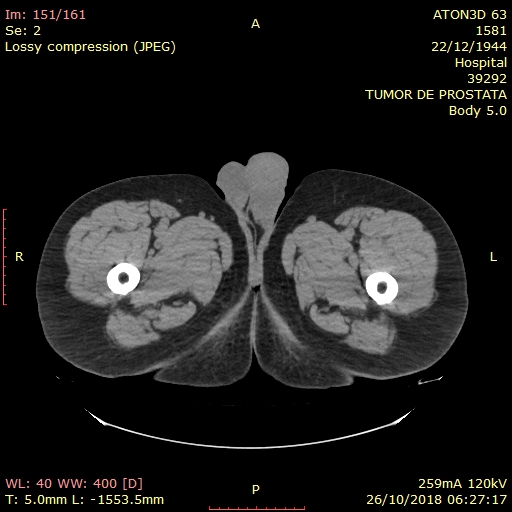 Im: 151/161
Se: 2
Lossy compression (JPEG)
A
ATON3D 63
1581
22/12/1944
Hospital
39292
TUMOR DE PROSTATA
Body 5.0
R
L
WL: 40 WW: 400 [D]
T: 5.0mm L: -1553.5mm
P
259mA 120kV
26/10/2018 06:27:17